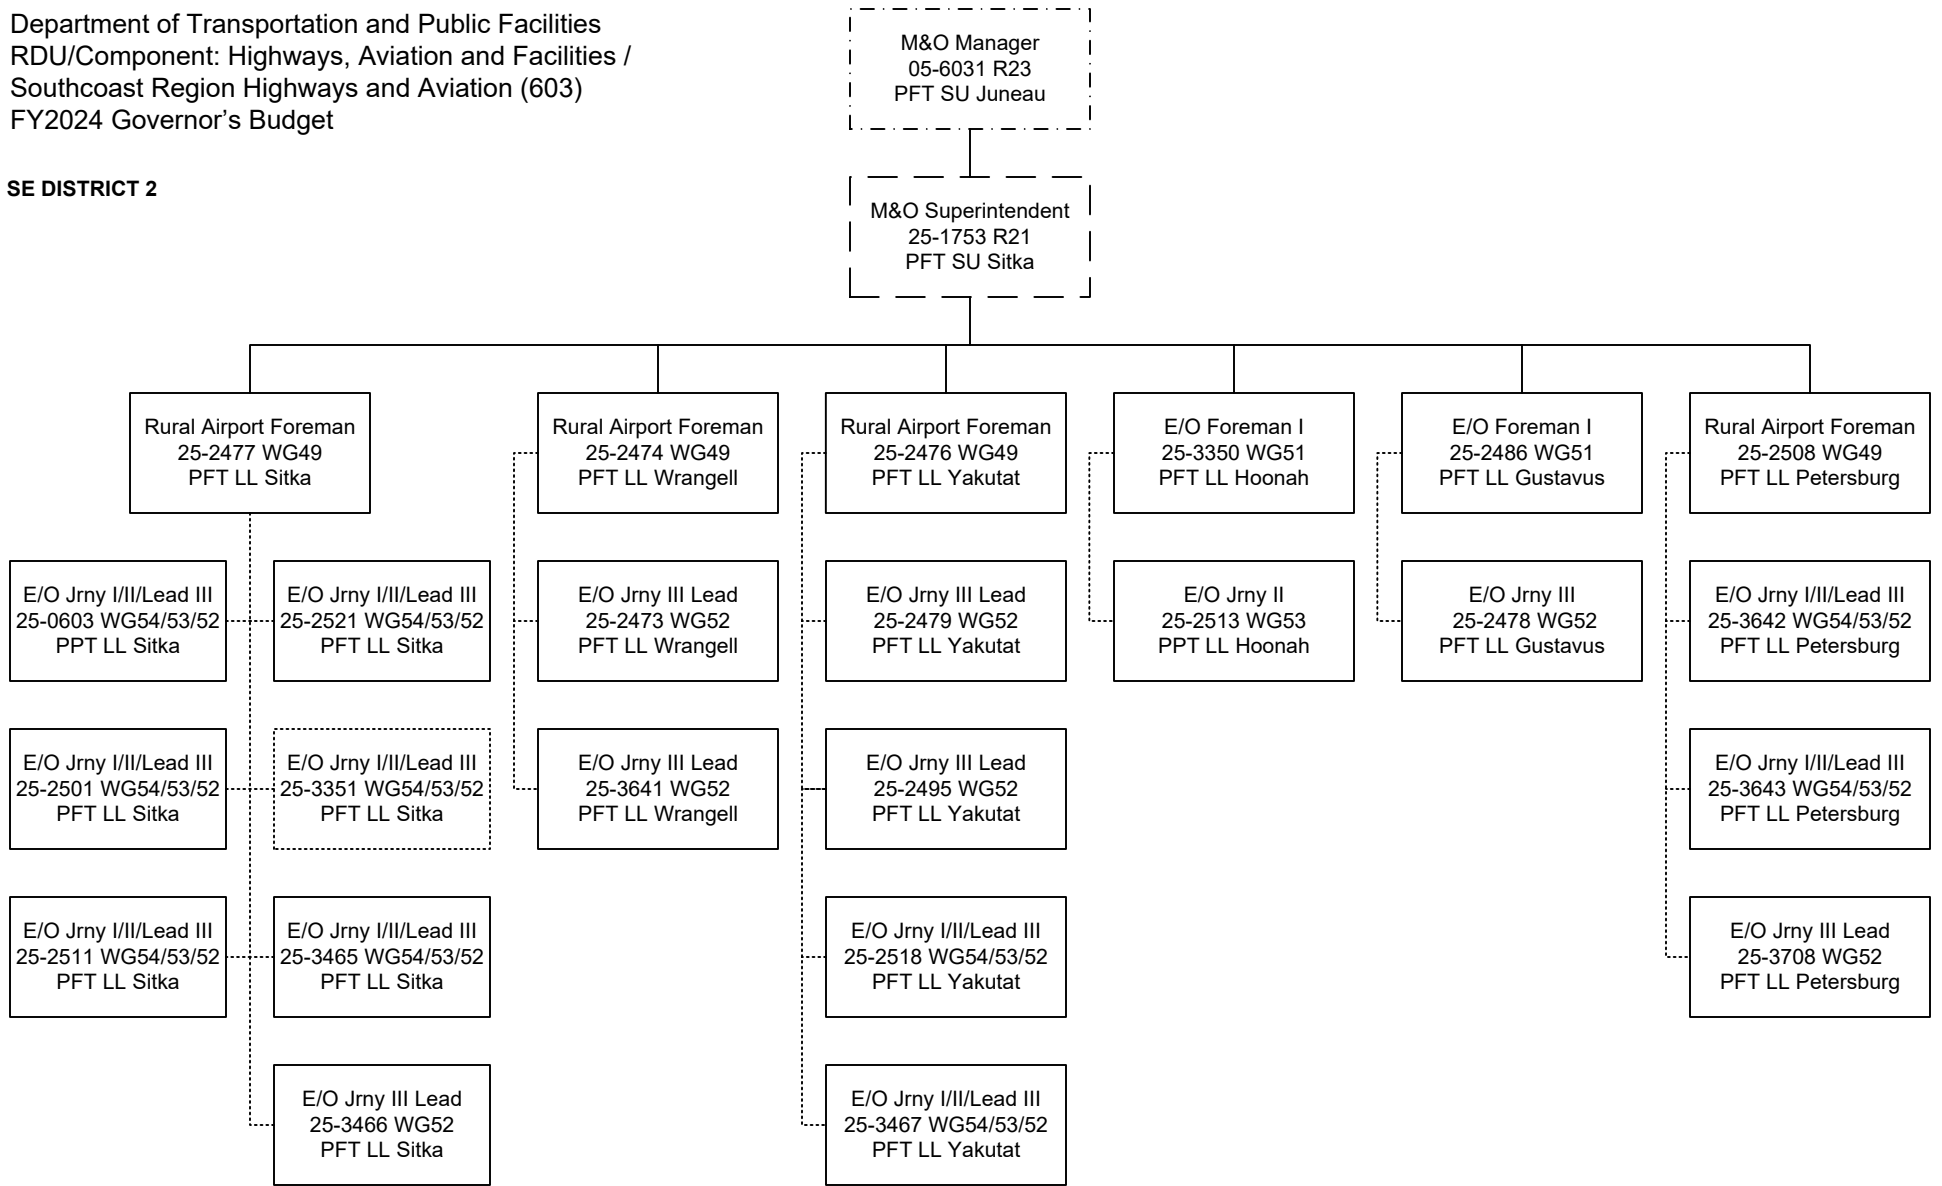 Department of Transportation and Public Facilities
RDU/Component: Highways, Aviation and Facilities /
Southcoast Region Highways and Aviation (603)
FY2024 Governor’s Budget
SE DISTRICT 2
M&O Manager
05-6031 R23
PFT SU Juneau
M&O Superintendent
25-1753 R21
PFT SU Sitka
Rural Airport Foreman
25-2477 WG49
PFT LL Sitka
Rural Airport Foreman
25-2474 WG49
PFT LL Wrangell
Rural Airport Foreman
25-2476 WG49
PFT LL Yakutat
E/O Foreman I
25-3350 WG51
PFT LL Hoonah
E/O Foreman I
25-2486 WG51
PFT LL Gustavus
Rural Airport Foreman
25-2508 WG49
PFT LL Petersburg
E/O Jrny I/II/Lead III
25-0603 WG54/53/52
PPT LL Sitka
E/O Jrny I/II/Lead III
25-2521 WG54/53/52
PFT LL Sitka
E/O Jrny III Lead
25-2473 WG52
PFT LL Wrangell
E/O Jrny III Lead
25-2479 WG52
PFT LL Yakutat
E/O Jrny II
25-2513 WG53
PPT LL Hoonah
E/O Jrny III
25-2478 WG52
PFT LL Gustavus
E/O Jrny I/II/Lead III
25-3642 WG54/53/52
PFT LL Petersburg
E/O Jrny I/II/Lead III
25-2501 WG54/53/52
PFT LL Sitka
E/O Jrny I/II/Lead III
25-3351 WG54/53/52
PFT LL Sitka
E/O Jrny III Lead
25-3641 WG52
PFT LL Wrangell
E/O Jrny III Lead
25-2495 WG52
PFT LL Yakutat
E/O Jrny I/II/Lead III
25-3643 WG54/53/52
PFT LL Petersburg
E/O Jrny I/II/Lead III
25-2511 WG54/53/52
PFT LL Sitka
E/O Jrny I/II/Lead III
25-3465 WG54/53/52
PFT LL Sitka
E/O Jrny I/II/Lead III
25-2518 WG54/53/52
PFT LL Yakutat
E/O Jrny III Lead
25-3708 WG52
PFT LL Petersburg
E/O Jrny III Lead
25-3466 WG52
PFT LL Sitka
E/O Jrny I/II/Lead III
25-3467 WG54/53/52
PFT LL Yakutat